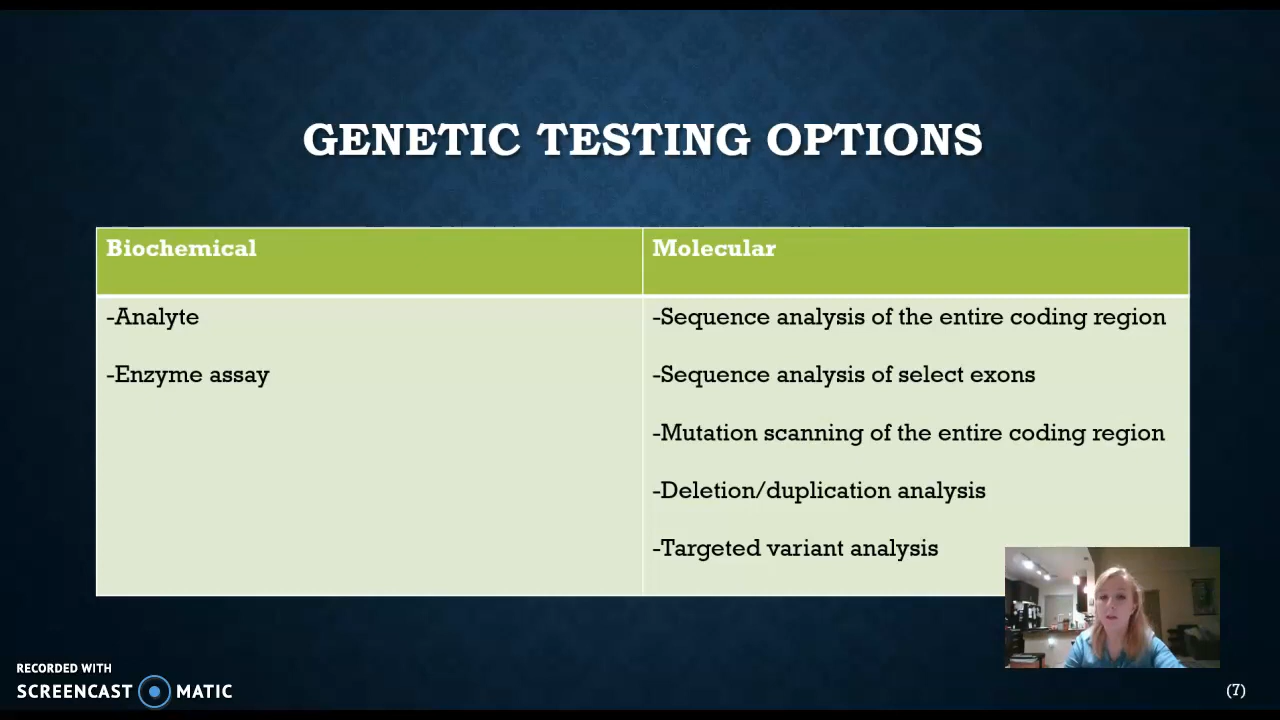 GENETIC TESTING OPTIONS
Biochemical
Molecular
-Analyte
-Enzyme assay
-Sequence analysis of the entire coding region
-Sequence analysis of select exons
-Mutation scanning of the entire coding region
-Deletion/duplication analysis
-Targeted variant analysis
RECORDED WITH
SCREENCAST MATIC
(7)